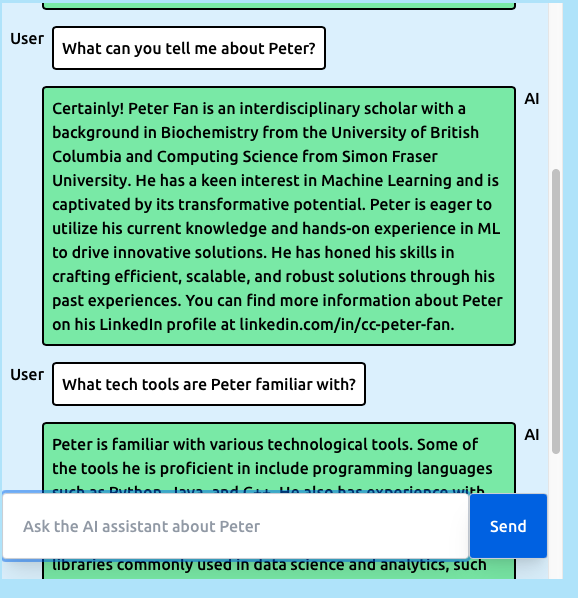 User
What can you tell me about Peter?
AI
Certainly! Peter Fan is an interdisciplinary scholar with a
background in Biochemistry from the University of British
Columbia and Computing Science from Simon Fraser
University. He has a keen interest in Machine Learning and is
captivated by its transformative potential. Peter is eager to
utilize his current knowledge and hands-on experience in ML
to drive innovative solutions. He has honed his skills in
crafting efficient, scalable, and robust solutions through his
past experiences. You can find more information about Peter
on his LinkedIn profile at linkedin.com/in/cc-peter-fan.
User
What tech tools are Peter familiar with?
AI
Peter is familiar with various technological tools. Some of
the tools he is proficient in include programming languages
such as Python, Java, and C++. He also has experience with
Ask the AI assistant about Peter
Send
libraries commonly used in data science and analytics, such